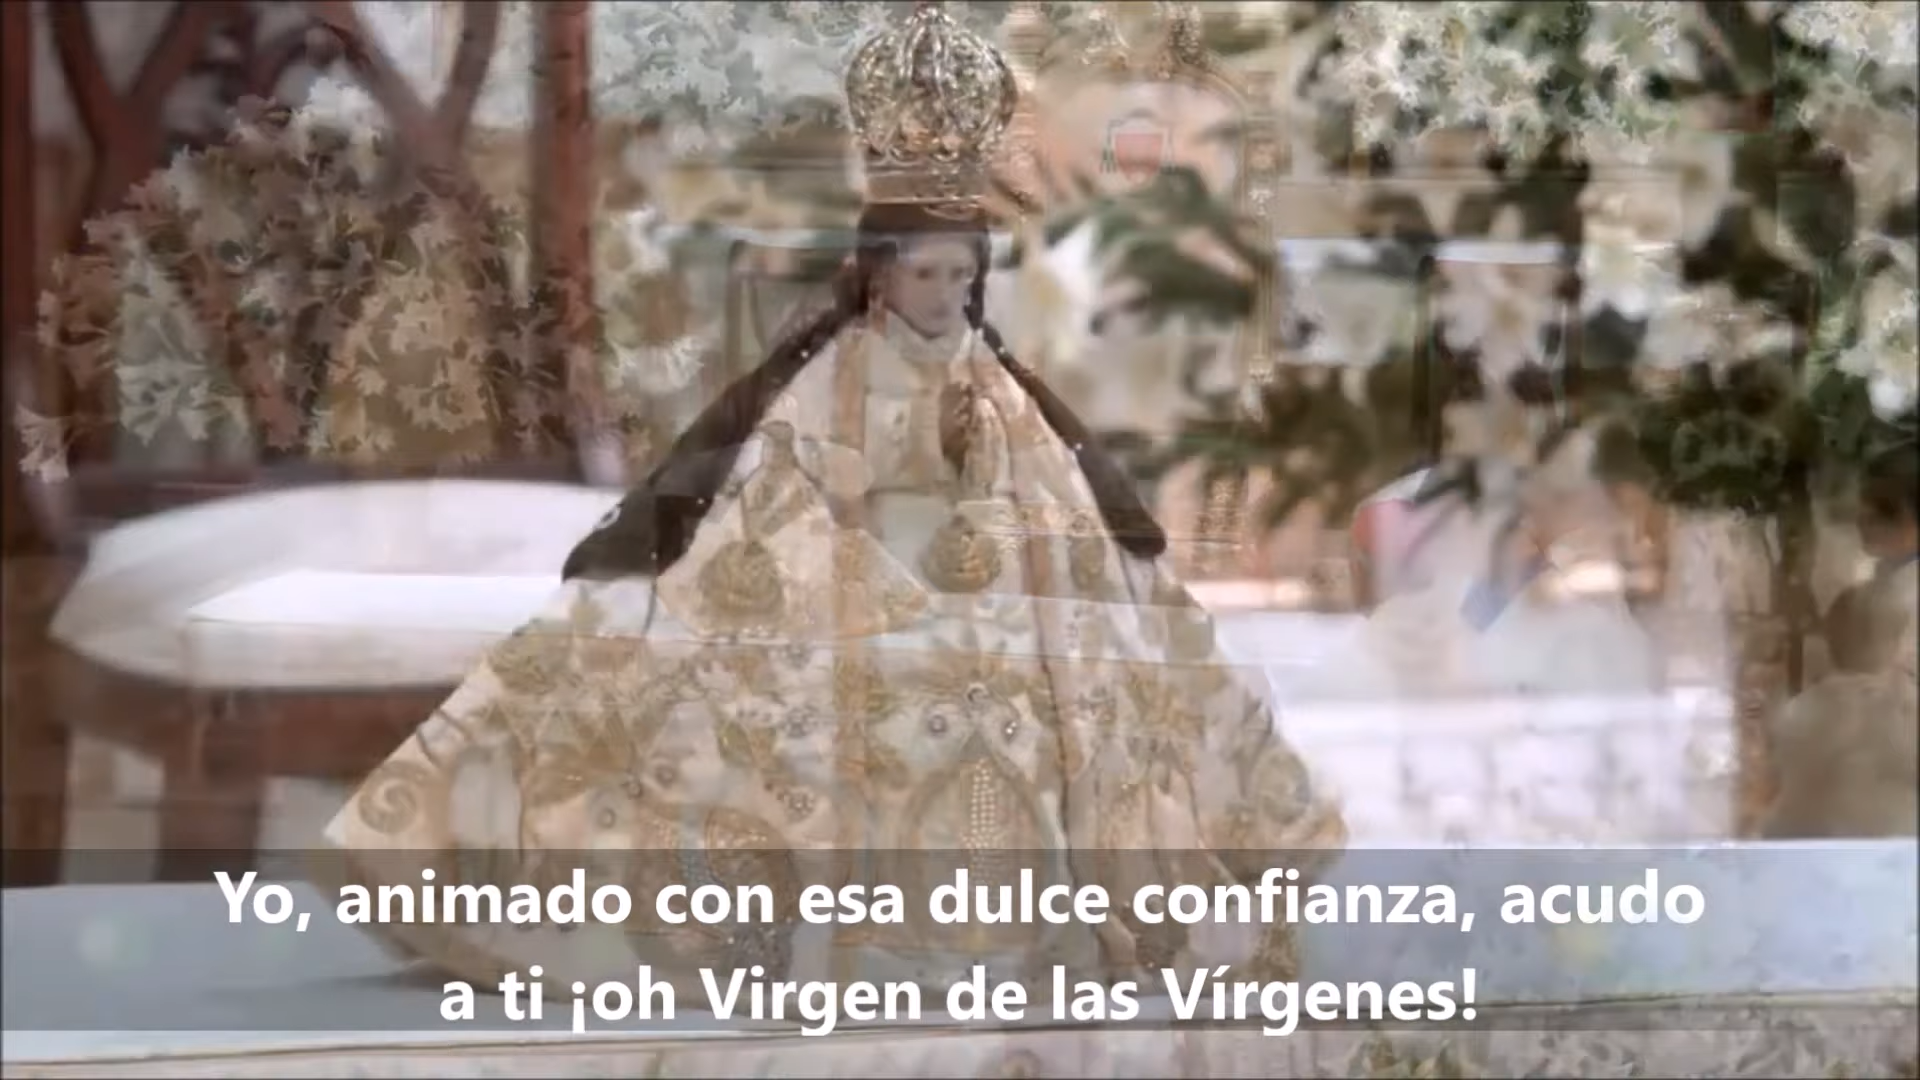 Yo, animado con esa dulce confianza, acudo
a ti ¡oh Virgen de las Vírgenes!